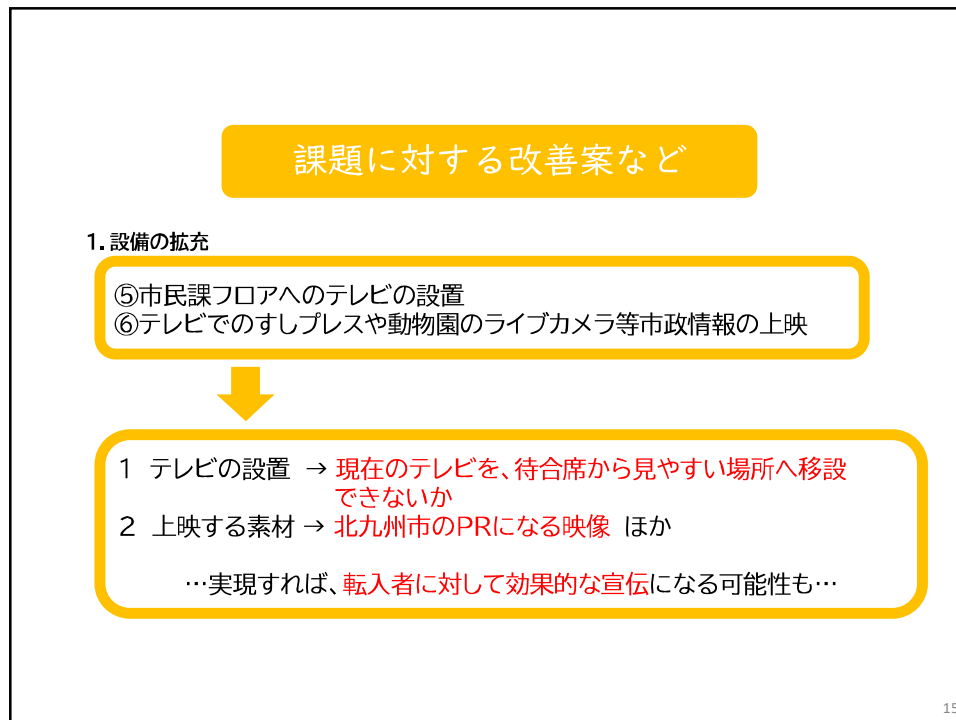 課題に対する改善案など
1.設備の拡充
⑤市民課フロアへのテレビの設置
⑥テレビでのすしプレスや動物園のライブカメラ等市政情報の上映
1 テレビの設置 → 現在のテレビを、待合席から見やすい場所へ移設
できないか
2 上映する素材 → 北九州市のPRになる映像 ほか
…実現すれば、転入者に対して効果的な宣伝になる可能性も…
15